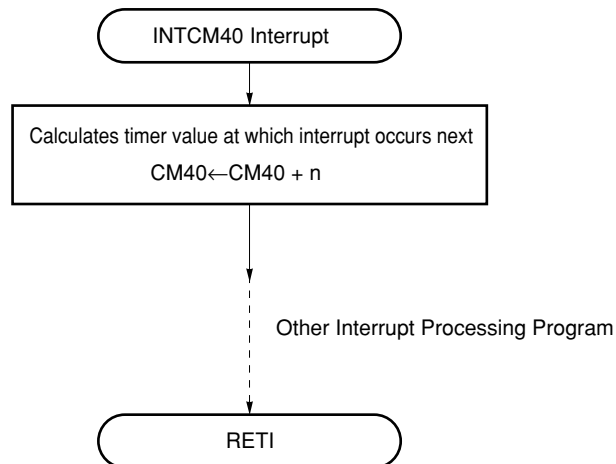 INTCM40 Interrupt
Calculates timer value at which interrupt occurs next
CM40←CM40 + n
Other Interrupt Processing Program
RETI